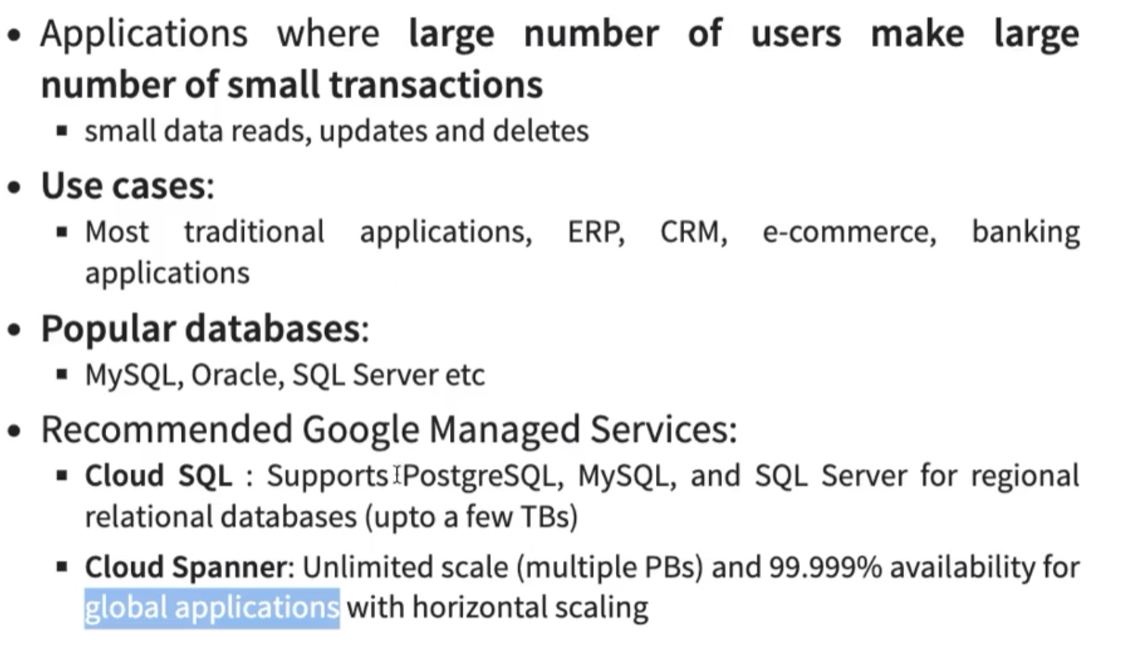 • Applications where large number of users make large
number of small transactions
▪ small data reads, updates and deletes
• Use cases:
▪ Most traditional applications, ERP, CRM, e-commerce, banking
applications
• Popular databases:
▪ MySQL, Oracle, SQL Server etc
• Recommended Google Managed Services:
▪ Cloud SQL : Supports PostgreSQL, MySQL, and SQL Server for regional
relational databases (upto a few TBs)
▪ Cloud Spanner: Unlimited scale (multiple PBs) and 99.999% availability for
global applications with horizontal scaling